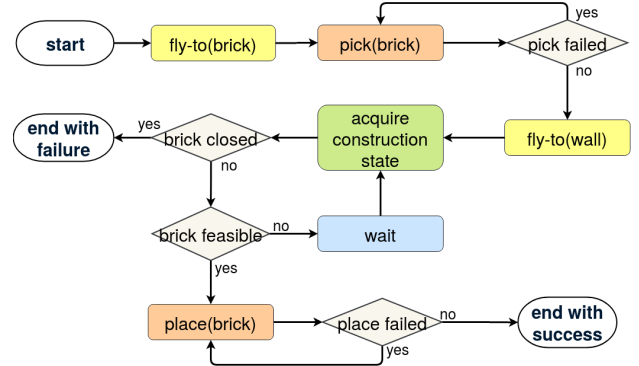 yes
start
fly-to(brick)
pick(brick)
pick failed
no
end with
failure
yes
brick closed
acquire
construction
state
fly-to(wall)
no
brick feasible
no
wait
yes
place(brick)
place failed
no
end with
success
yes